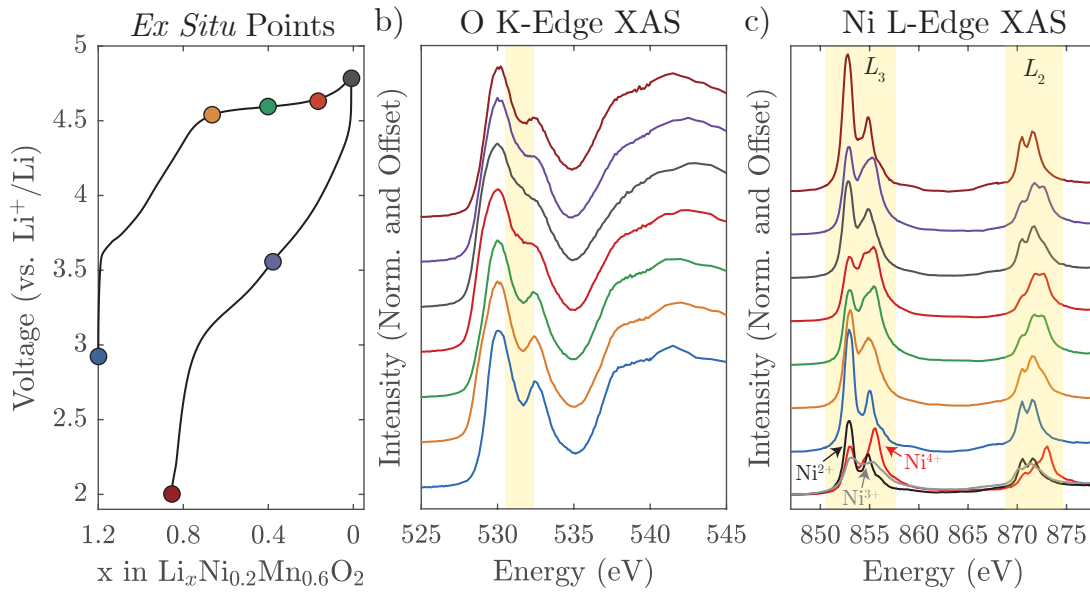 Ex Situ Points
5
4.5
4
3.5
3
2.5
2
1.2
0.8
0.4
0
Voltage (vs. Li⁺/Li)
x in LiₓNi₀.₂Mn₀.₆O₂
b) O K-Edge XAS
Intensity (Norm. and Offset)
525
530
535
540
545
Energy (eV)
c) Ni L-Edge XAS
L₃
L₂
Intensity (Norm. and Offset)
Ni²⁺
Ni³⁺
Ni⁴⁺
850
855
860
865
870
875
Energy (eV)